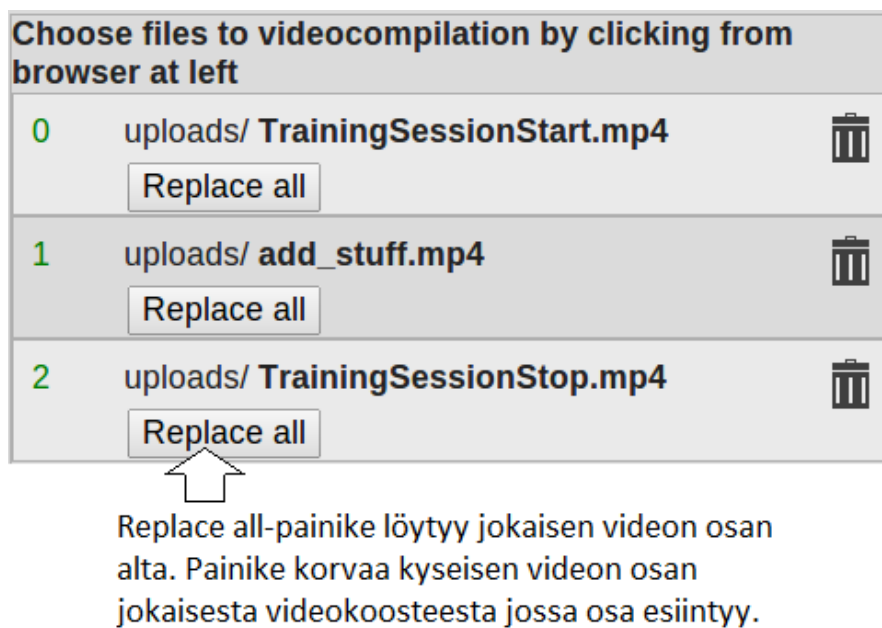 Choose files to videocompilation by clicking from
browser at left
0 uploads/ TrainingSessionStart.mp4
Replace all
1 uploads/ add_stuff.mp4
Replace all
2 uploads/ TrainingSessionStop.mp4
Replace all
Replace all-painike löytyy jokaisen videon osan
alta. Painike korvaa kyseisen videon osan
jokaisesta videokoosteesta jossa osa esiintyy.